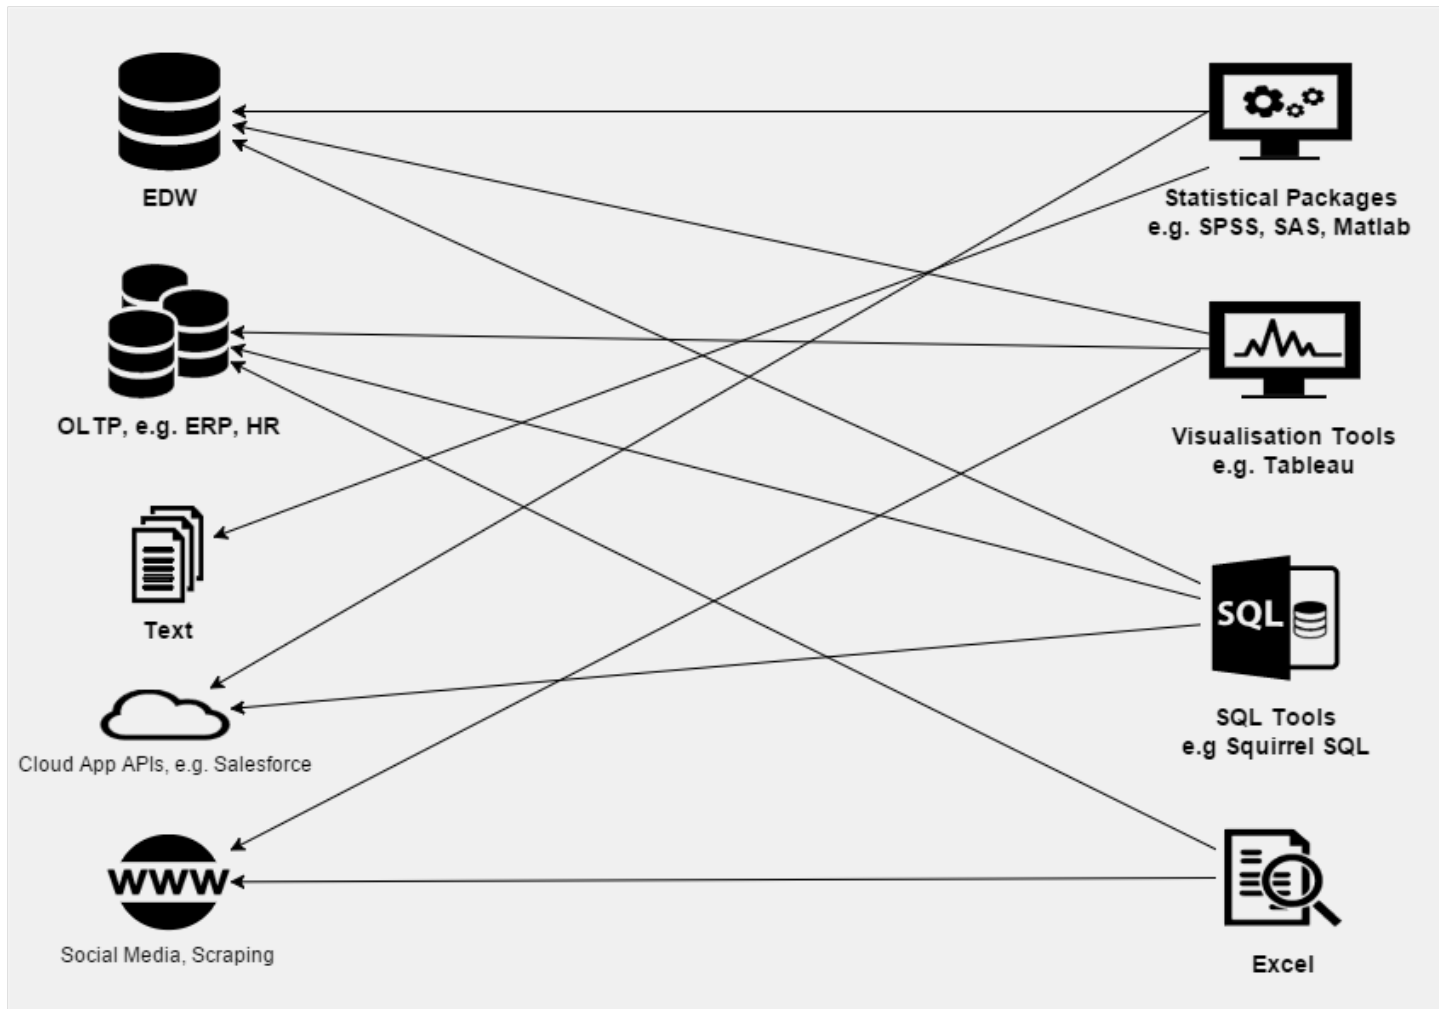 EDW
Statistical Packages
e.g. SPSS, SAS, Matlab
OLTP, e.g. ERP, HR
Visualisation Tools
e.g. Tableau
Text
SQL
SQL Tools
e.g Squirrel SQL
Cloud App APIs, e.g. Salesforce
www
Social Media, Scraping
Excel